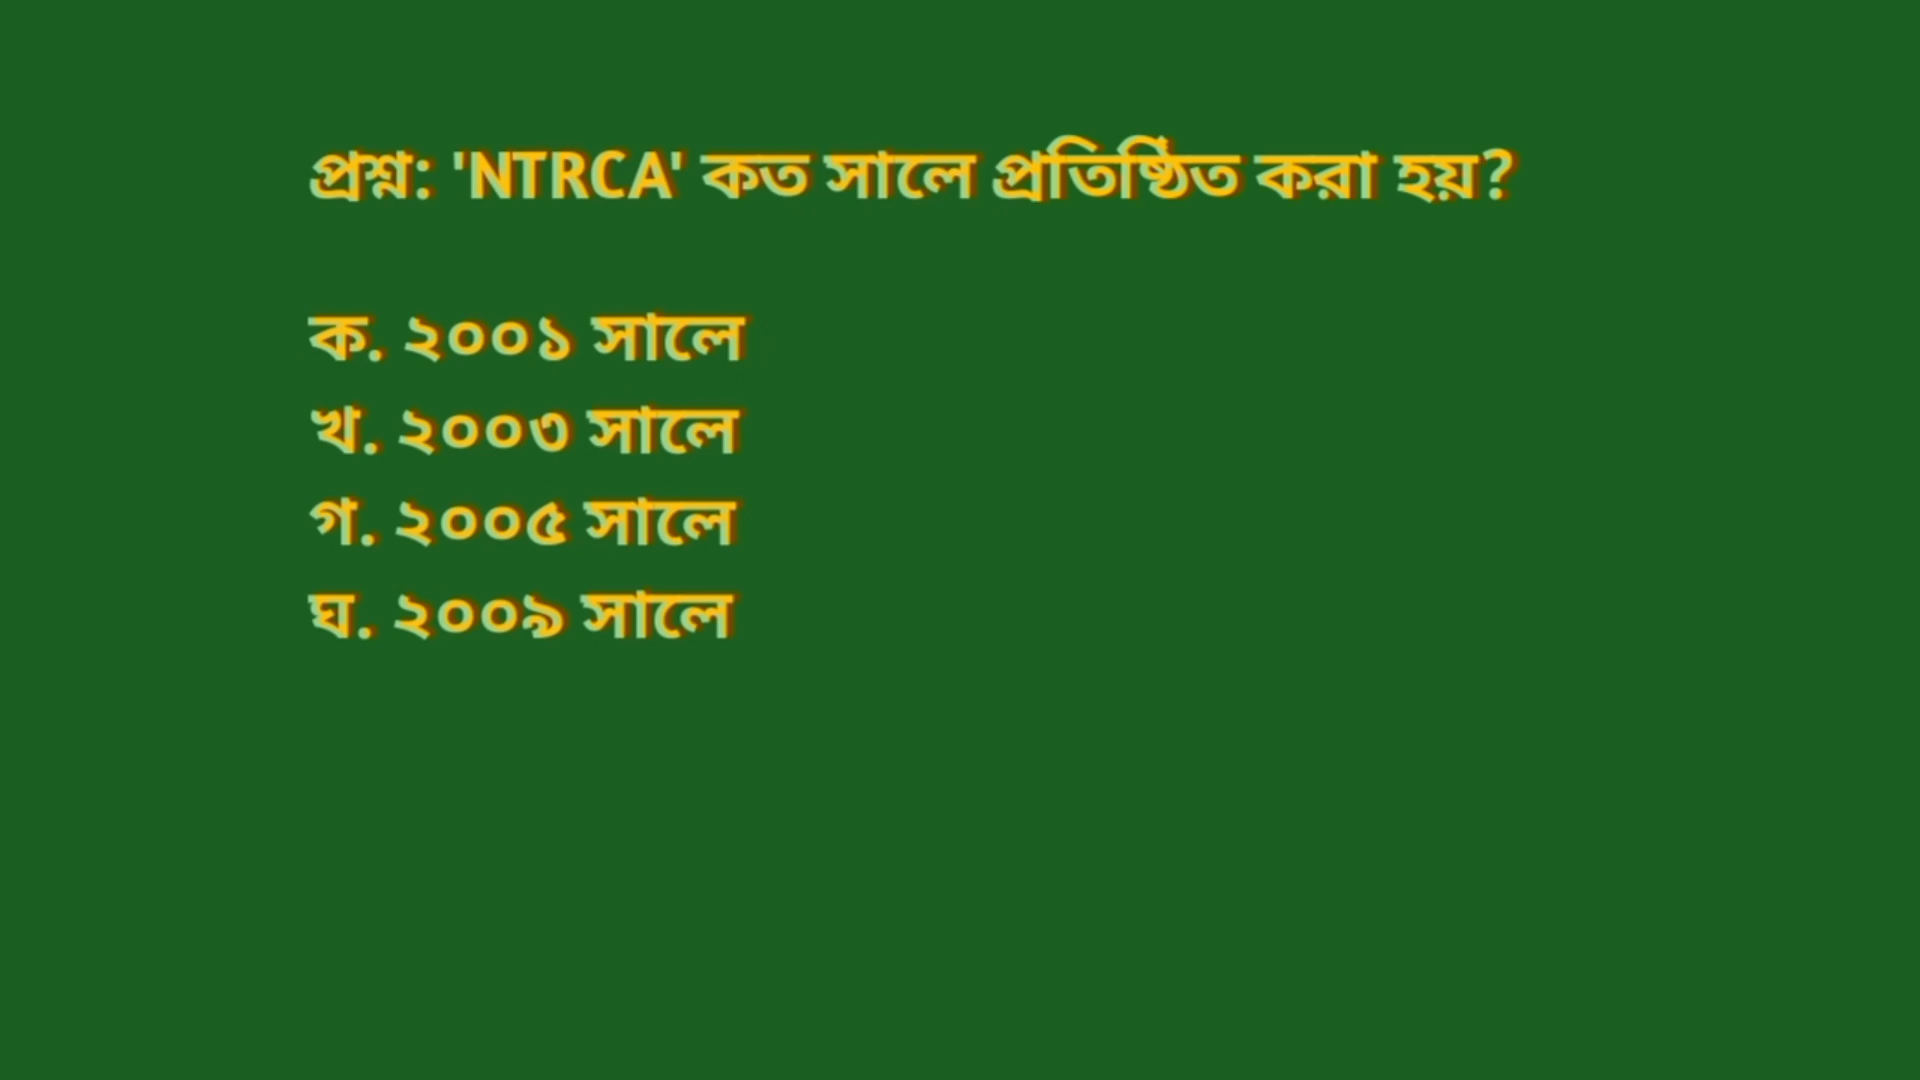 প্রশ্ন: 'NTRCA' কত সালে প্রতিষ্ঠিত করা হয়?
ক. ২০০১ সালে
খ. ২০০৩ সালে
গ. ২০০৫ সালে
ঘ. ২০০৯ সালে